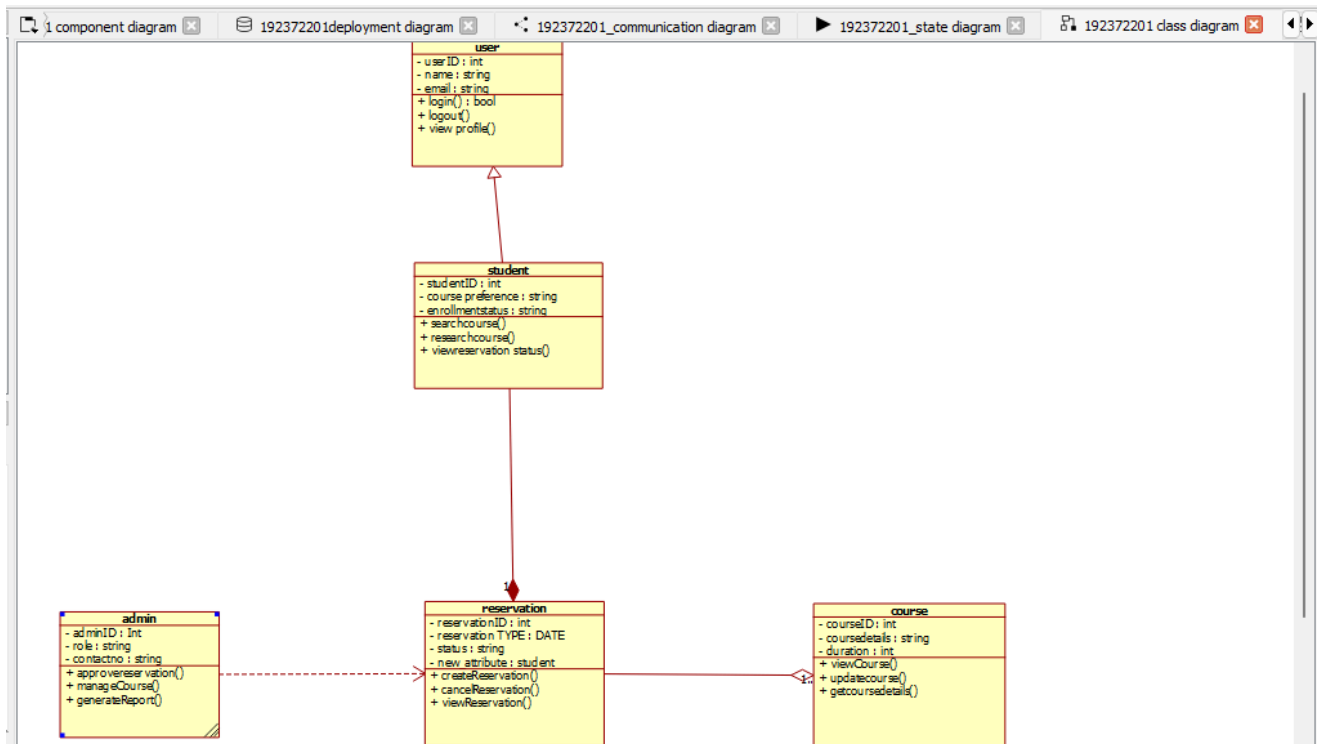 1 component diagram
192372201deployment diagram
192372201_communication diagram
192372201_state diagram
192372201 class diagram
user
- userID : int
- name : string
- email : string
+ login() : bool
+ logout()
+ view profile()
student
- studentID : int
- course preference : string
- enrollmentstatus : string
+ searchcourse()
+ researchcourse()
+ viewreservation status()
1
admin
- adminID : Int
- role : string
- contactno : string
+ approvereservation()
+ manageCourse()
+ generateReport()
reservation
- reservationID : int
- reservation TYPE : DATE
- status : string
- new attribute : student
+ createReservation()
+ cancelReservation()
+ viewReservation()
1..
course
- courseID : int
- coursedetails : string
- duration : int
+ viewCourse()
+ updatecourse()
+ getcoursedetails()